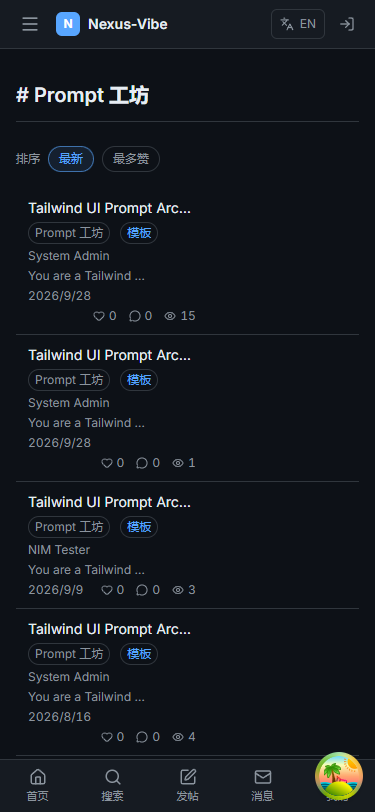 N Nexus-Vibe EN
# Prompt 工坊
排序 最新 最多赞
Tailwind UI Prompt Arc...
Prompt 工坊 模板
System Admin
You are a Tailwind ...
2026/9/28
0 0 15
Tailwind UI Prompt Arc...
Prompt 工坊 模板
System Admin
You are a Tailwind ...
2026/9/28
0 0 1
Tailwind UI Prompt Arc...
Prompt 工坊 模板
NIM Tester
You are a Tailwind ...
2026/9/9 0 0 3
Tailwind UI Prompt Arc...
Prompt 工坊 模板
System Admin
You are a Tailwind ...
2026/8/16
0 0 4
首页 搜索 发帖 消息